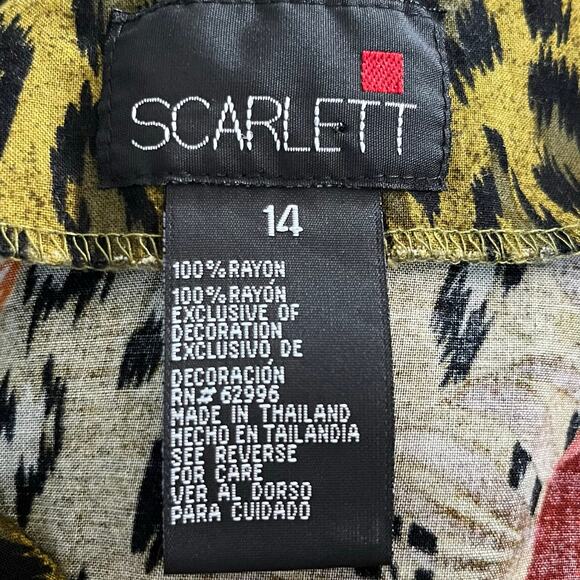 SCARLETT
14
100% RAYON
100% RAYÓN
EXCLUSIVE OF
DECORATION
EXCLUSIVO DE
DECORACIÓN
RN# 62996
MADE IN THAILAND
HECHO EN TAILANDIA
SEE REVERSE
FOR CARE
VER AL DORSO
PARA CUIDADO